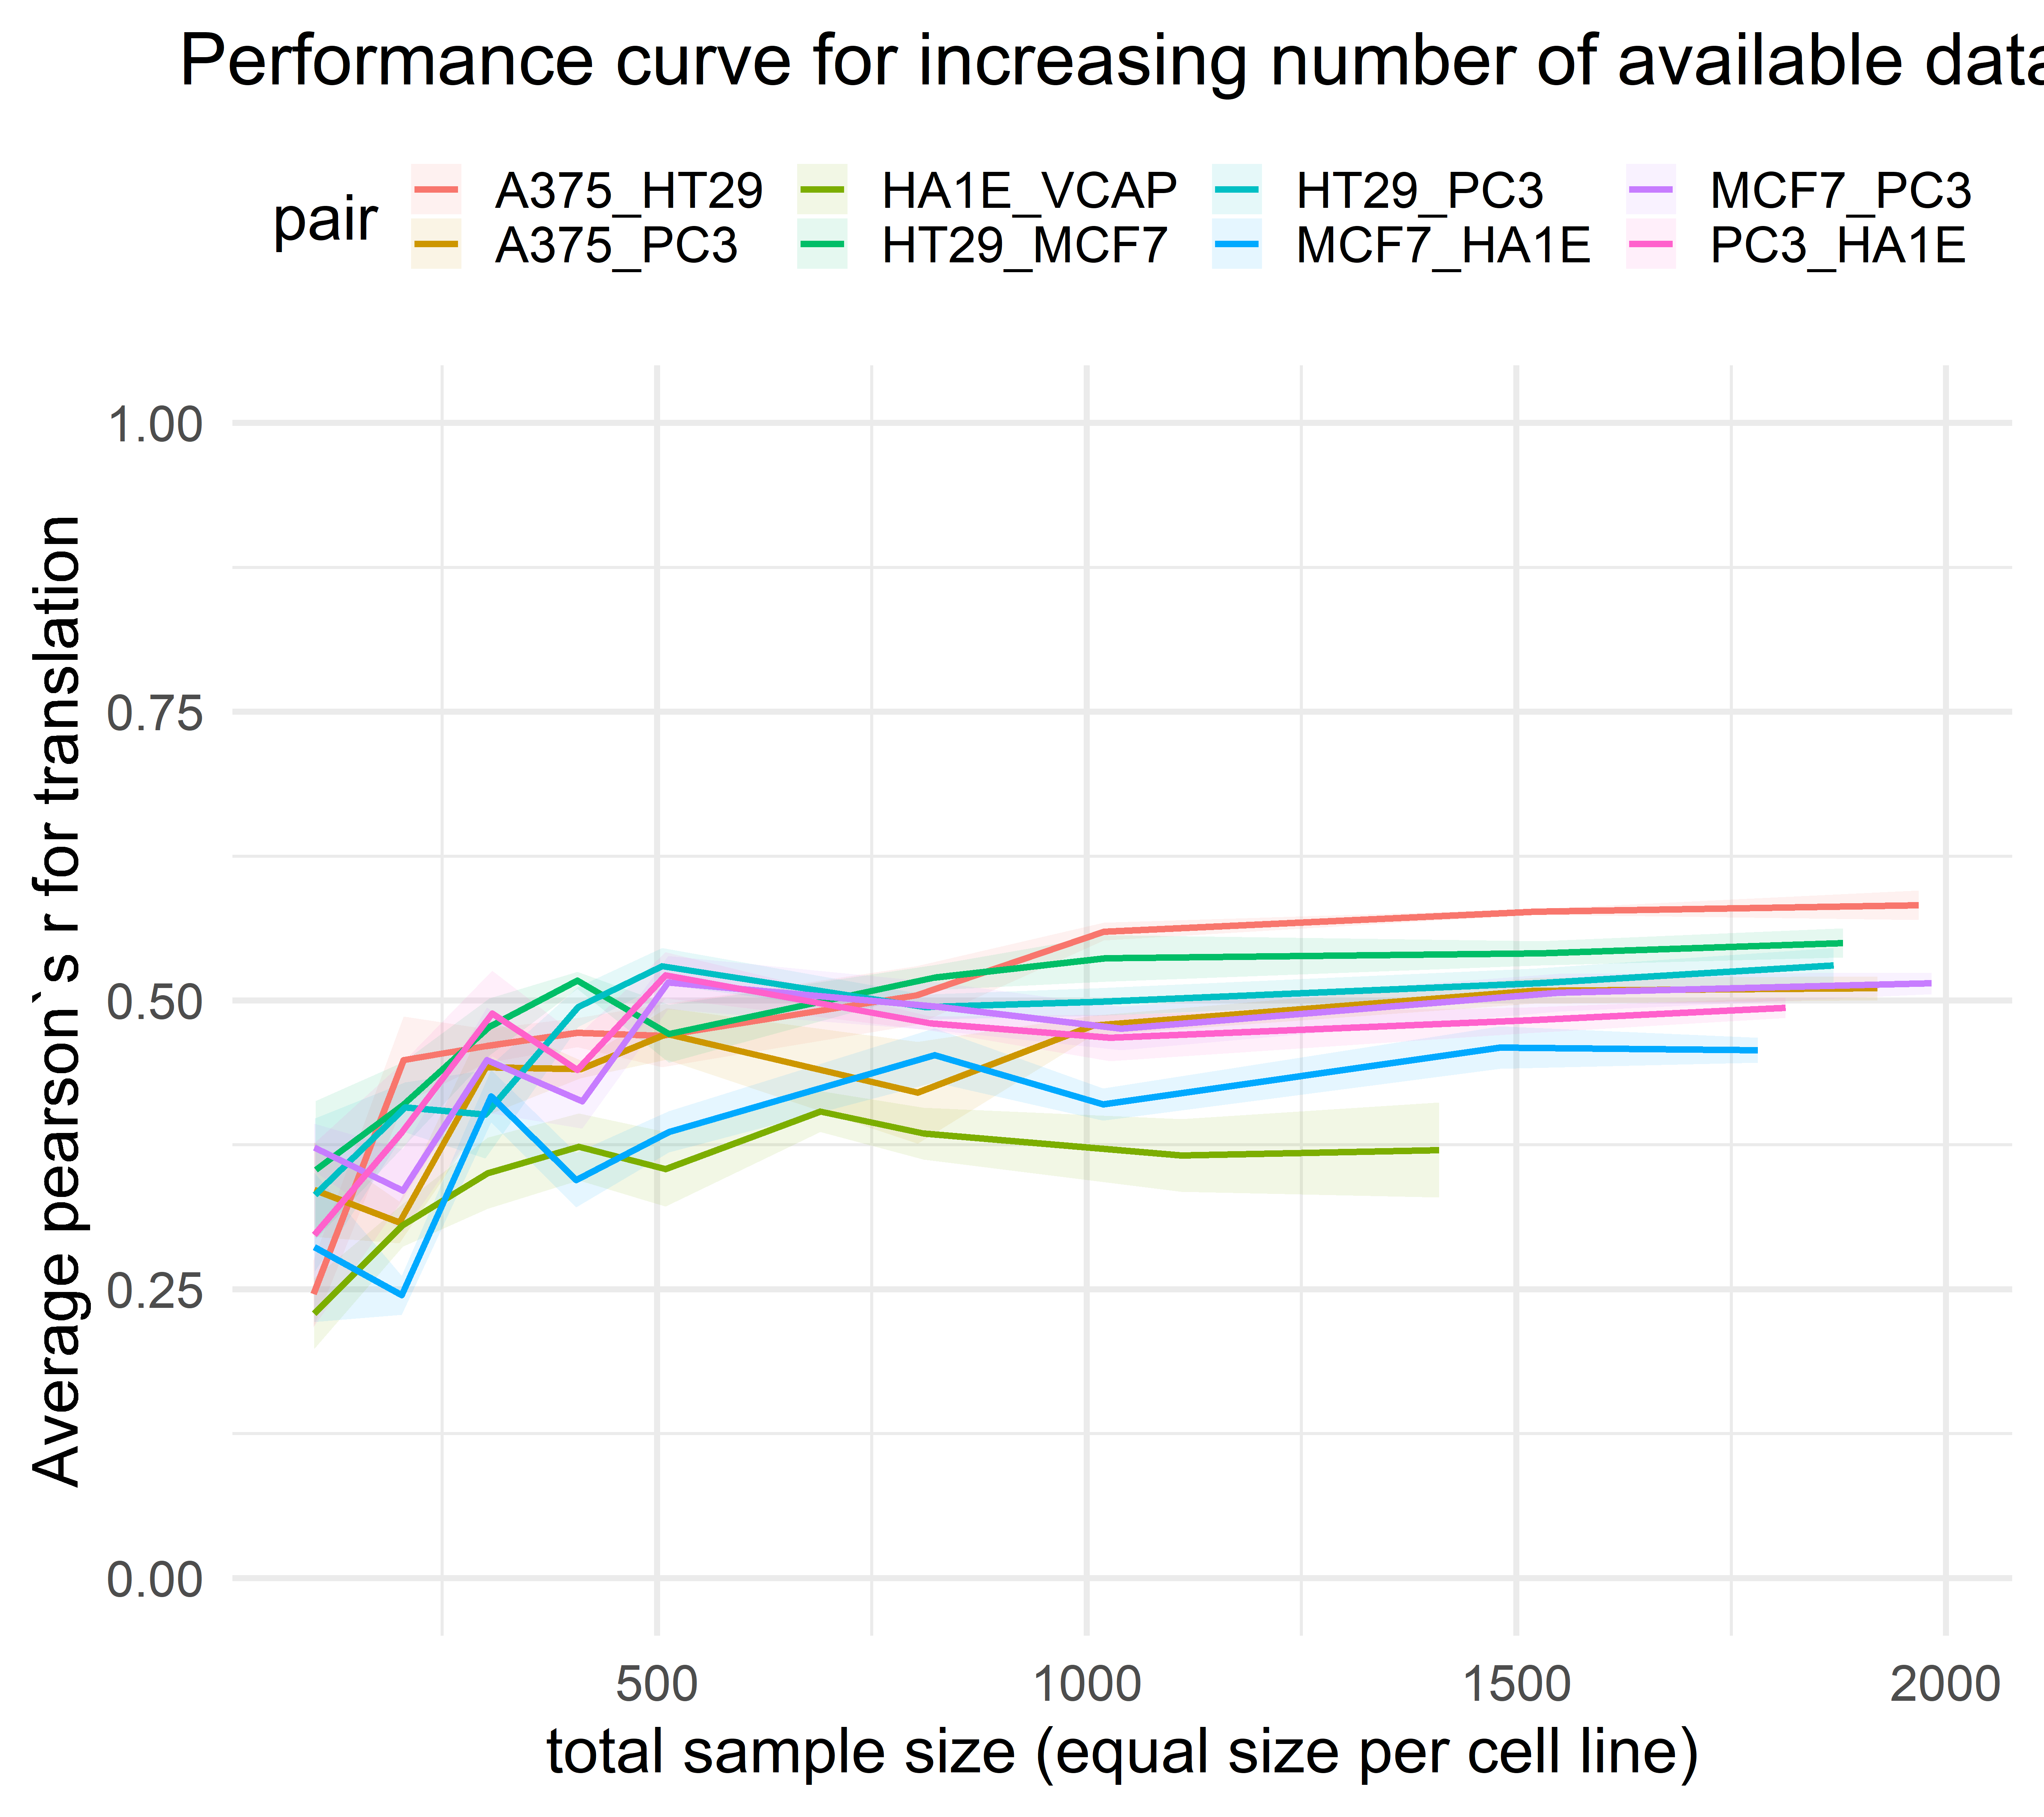 Performance curve for increasing number of available data
pair
A375_HT29 HA1E_VCAP HT29_PC3 MCF7_PC3
A375_PC3 HT29_MCF7 MCF7_HA1E PC3_HA1E
Average pearson`s r for translation
1.00
0.75
0.50
0.25
0.00
500 1000 1500 2000
total sample size (equal size per cell line)